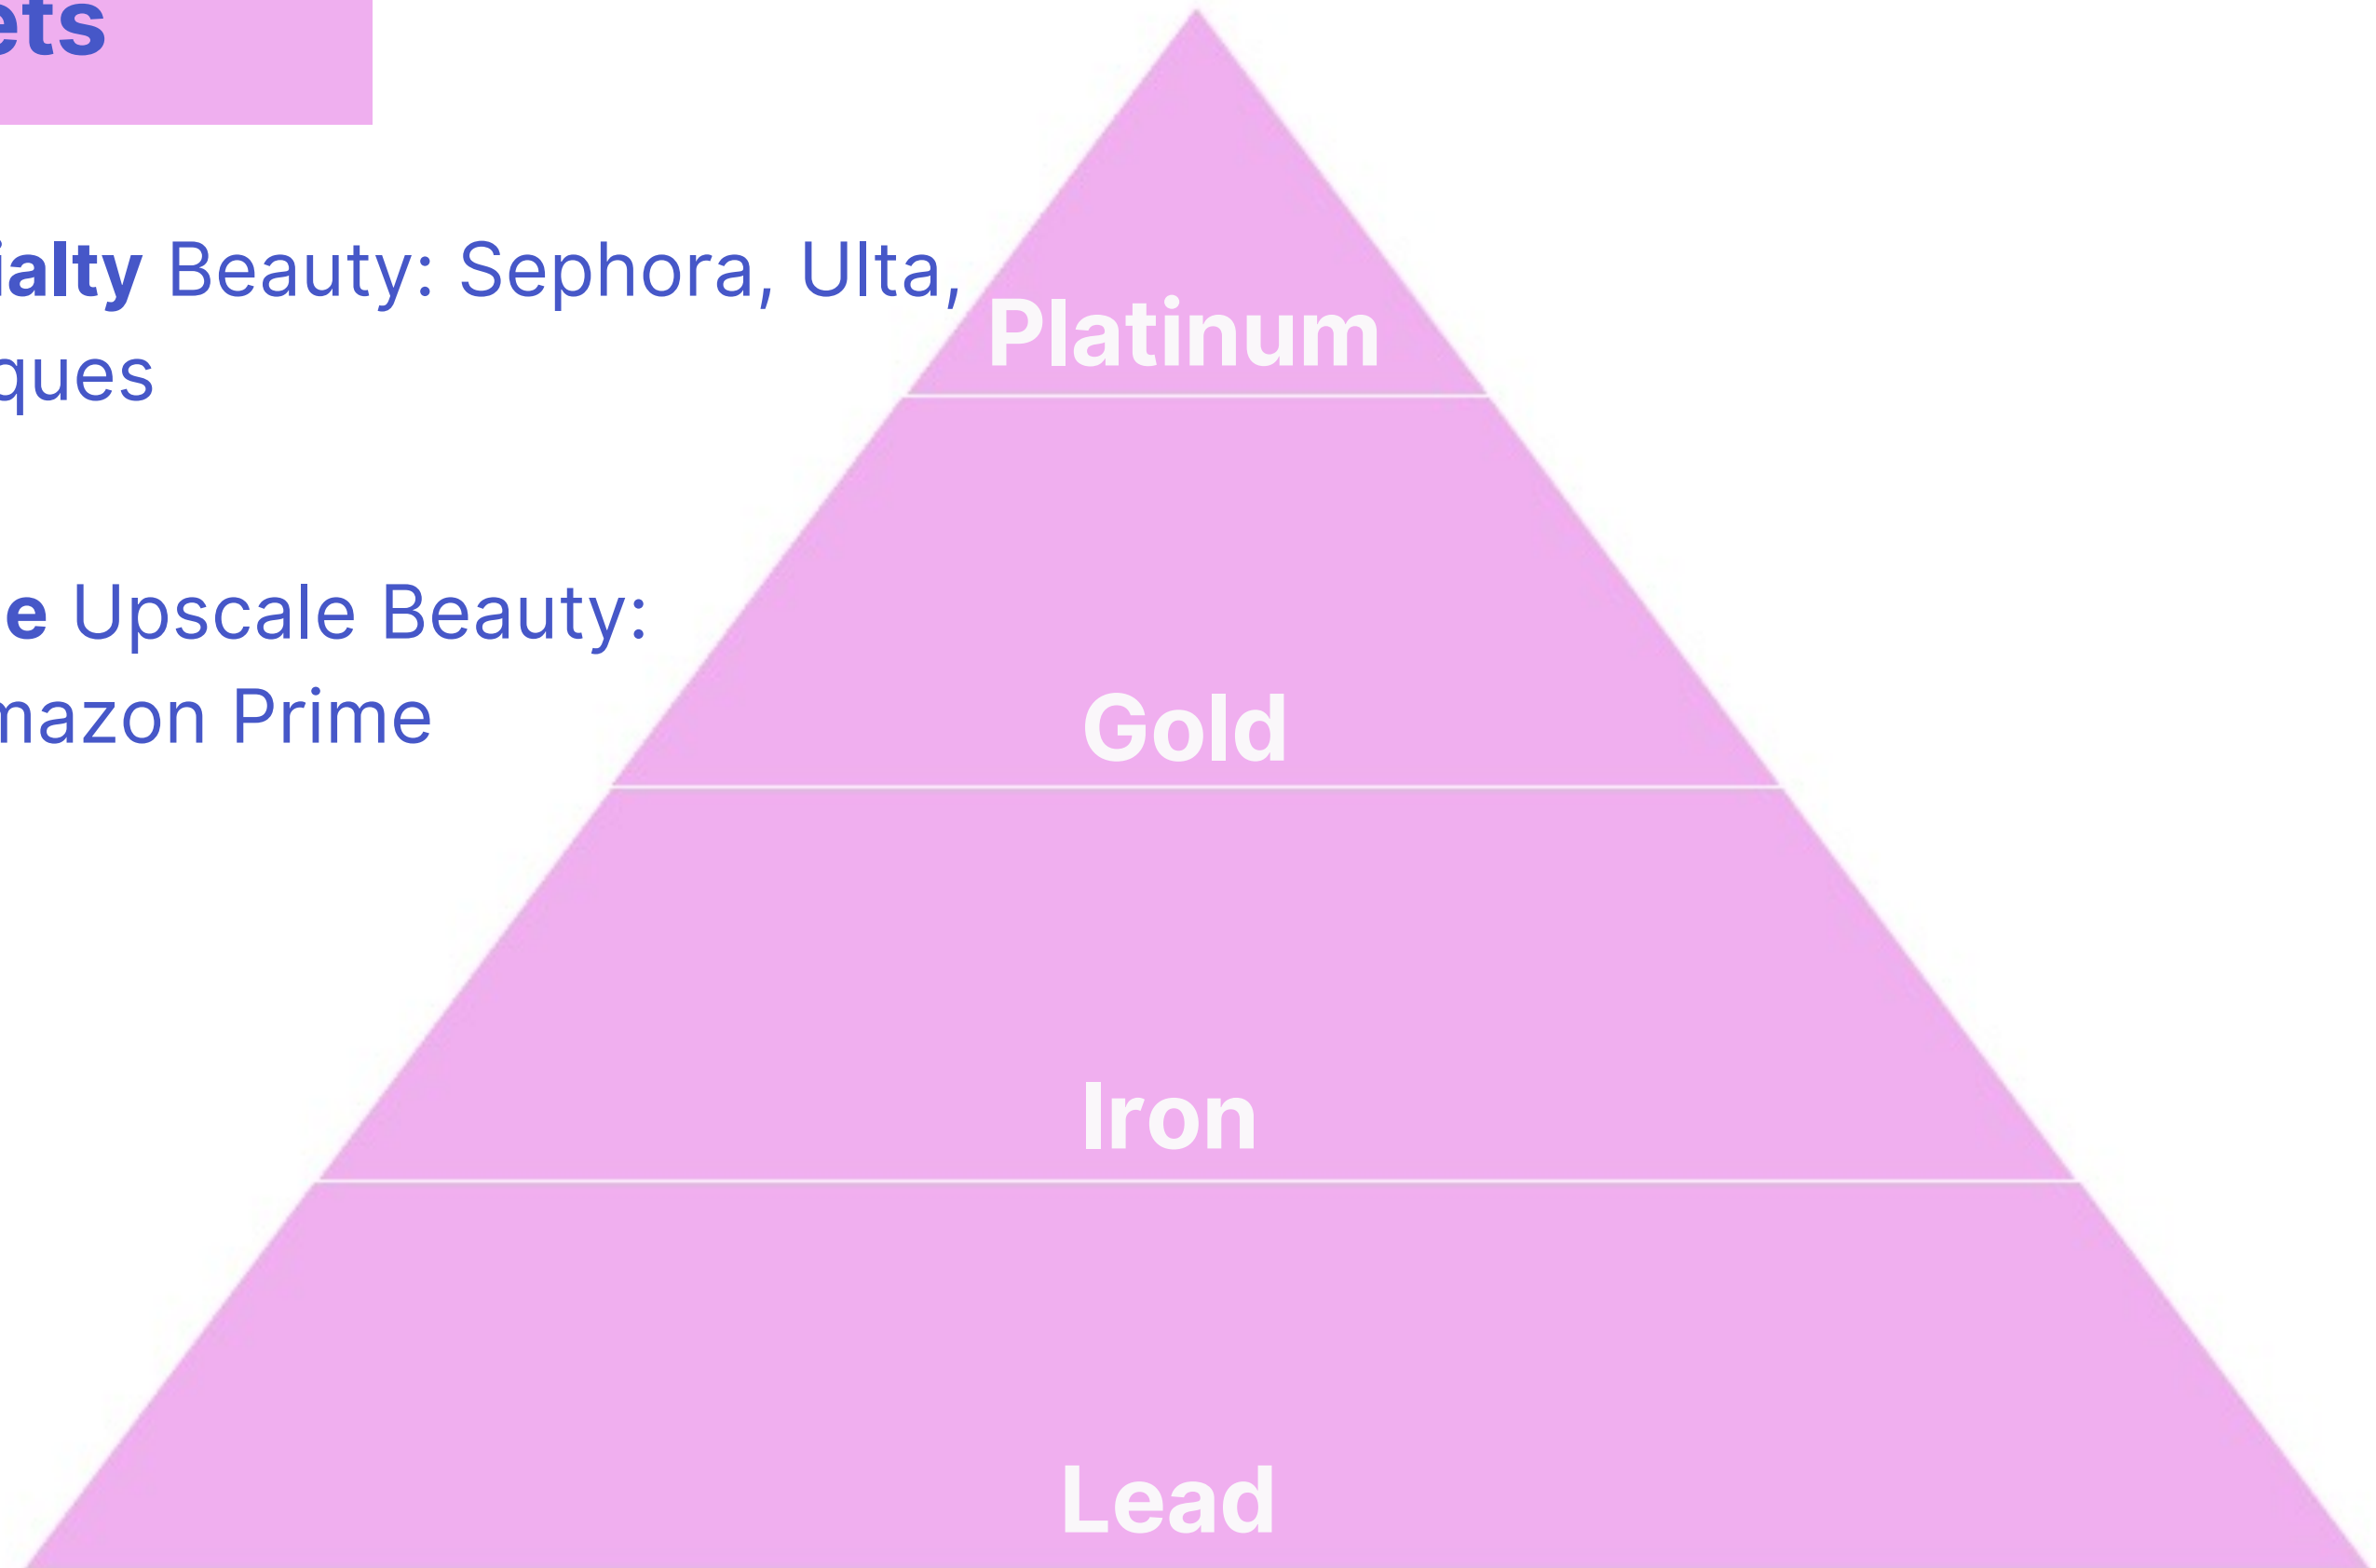 ets
ialty Beauty: Sephora, Ulta,
ques
e Upscale Beauty:
mazon Prime
Platinum
Gold
Iron
Lead